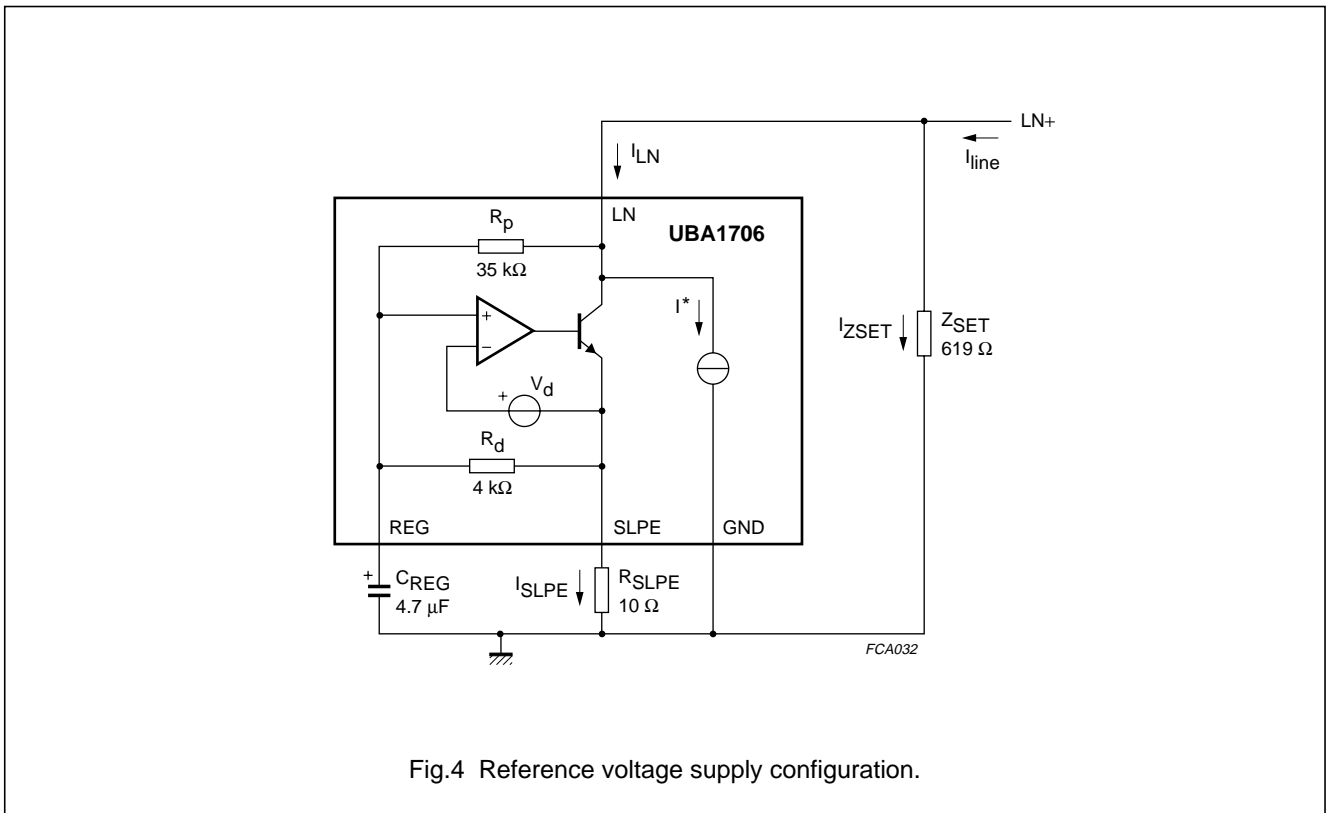 LN+
I_line
I_LN
LN
UBA1706
R_p
35 kΩ
I*
+
−
I_ZSET
Z_SET
619 Ω
+
V_d
R_d
4 kΩ
REG
SLPE
GND
+
C_REG
4.7 µF
I_SLPE
R_SLPE
10 Ω
FCA032
Fig.4 Reference voltage supply configuration.